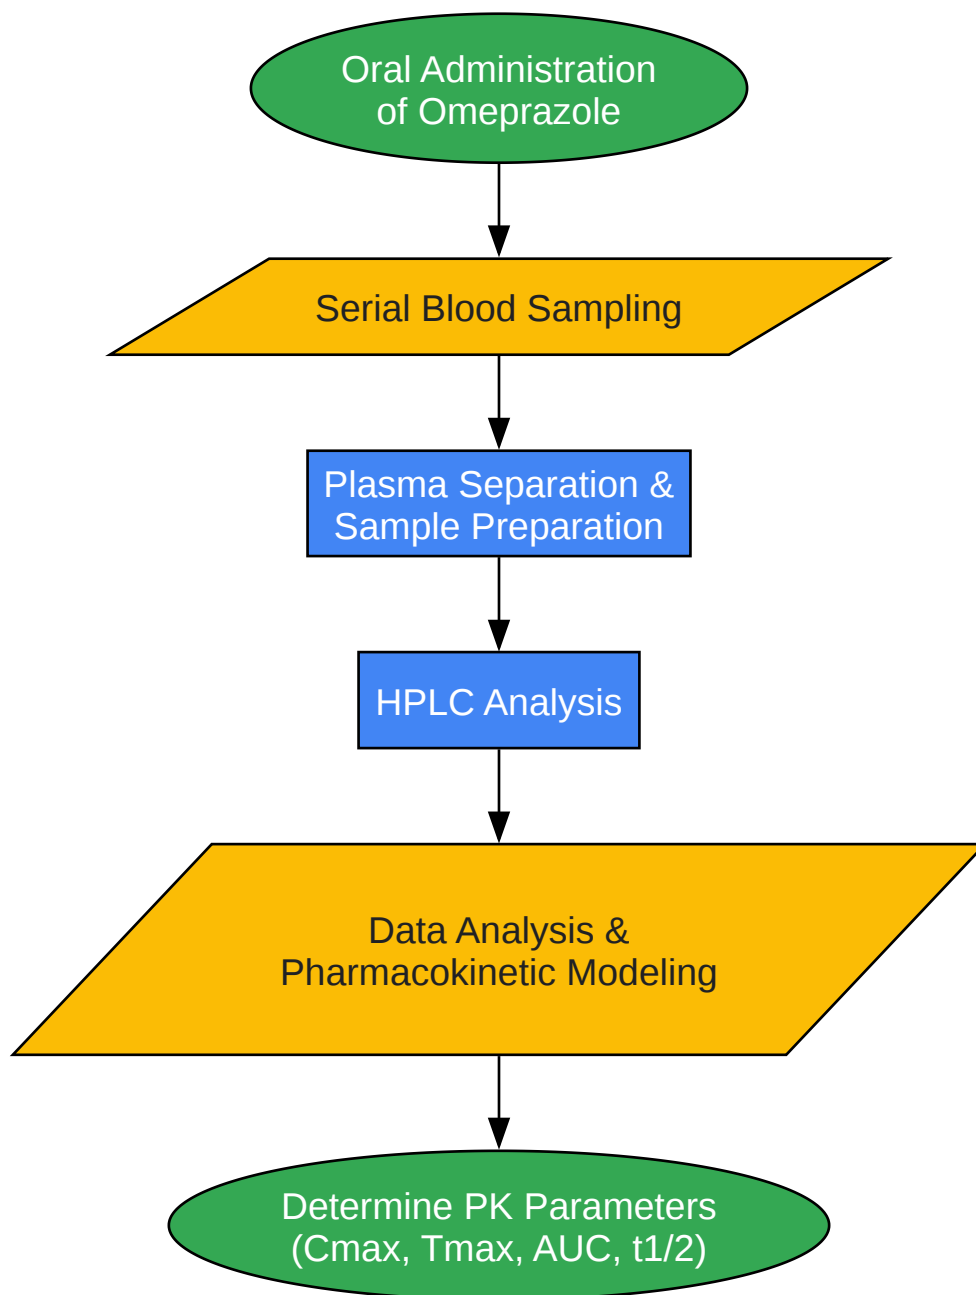 Oral Administration
of Omeprazole
Serial Blood Sampling
Plasma Separation &
Sample Preparation
HPLC Analysis
Data Analysis &
Pharmacokinetic Modeling
Determine PK Parameters
(Cmax, Tmax, AUC, t1/2)